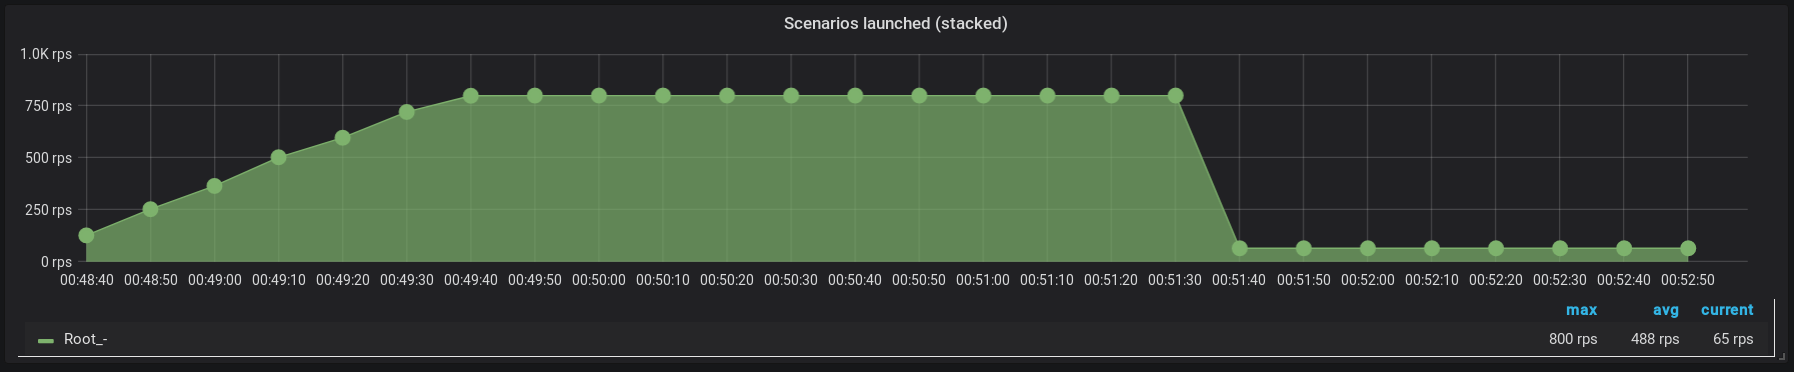 Scenarios launched (stacked)
1.0K rps
750 rps
500 rps
250 rps
0 rps
00:48:40 00:48:50 00:49:00 00:49:10 00:49:20 00:49:30 00:49:40 00:49:50 00:50:00 00:50:10 00:50:20 00:50:30 00:50:40 00:50:50 00:51:00 00:51:10 00:51:20 00:51:30 00:51:40 00:51:50 00:52:00 00:52:10 00:52:20 00:52:30 00:52:40 00:52:50
max avg current
Root_- 800 rps 488 rps 65 rps